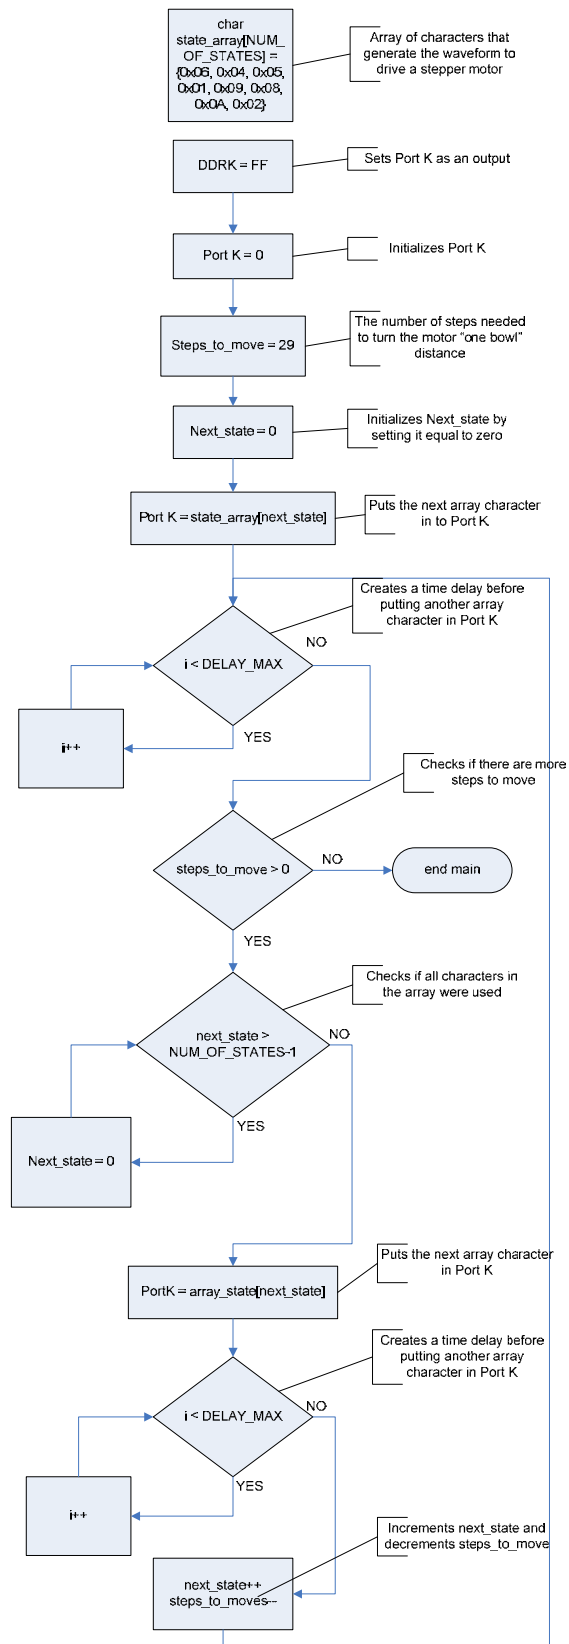 char
state_array[NUM_
OF_STATES] =
{0x06, 0x04, 0x05,
0x01, 0x09, 0x08,
0x0A, 0x02}
Array of characters that
generate the waveform to
drive a stepper motor
DDRK = FF
Sets Port K as an output
Port K = 0
Initializes Port K
Steps_to_move = 29
The number of steps needed
to turn the motor “one bowl”
distance
Next_state = 0
Initializes Next_state by
setting it equal to zero
Port K = state_array[next_state]
Puts the next array character
in to Port K
Creates a time delay before
putting another array
character in Port K
i < DELAY_MAX
NO
YES
i++
Checks if there are more
steps to move
steps_to_move > 0
NO
end main
YES
Checks if all characters in
the array were used
next_state >
NUM_OF_STATES-1
NO
YES
Next_state = 0
Puts the next array character
in Port K
PortK = array_state[next_state]
Creates a time delay before
putting another array
character in Port K
i < DELAY_MAX
NO
YES
i++
Increments next_state and
decrements steps_to_move
next_state++
steps_to_moves--